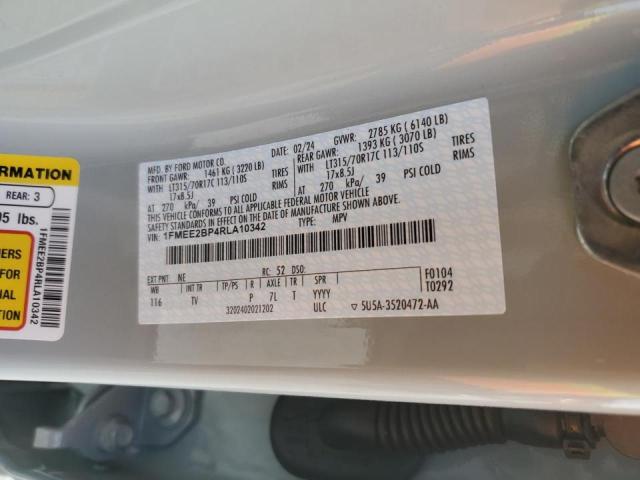 ORMATION
REAR: 3
05 lbs.
1FMEE2BP4RLA10342
MFD. BY FORD MOTOR CO.
DATE: 02/24 GVWR: 2785 KG ( 6140 LB)
FRONT GAWR: 1461 KG ( 3220 LB) REAR GAWR: 1393 KG ( 3070 LB)
WITH LT315/70R17C 113/110S TIRES WITH LT315/70R17C 113/110S TIRES
17x8.5J RIMS 17x8.5J RIMS
AT 270 kPa/ 39 PSI COLD AT 270 kPa/ 39 PSI COLD
THIS VEHICLE CONFORMS TO ALL APPLICABLE FEDERAL MOTOR VEHICLE
SAFETY STANDARDS IN EFFECT ON THE DATE OF MANUFACTURE SHOWN ABOVE.
VIN: 1FMEE2BP4RLA10342 TYPE: MPV
EXT PNT NE RC: 52 DSO: F0104
WB INT TR TP/PS R AXLE TR SPR T0292
116 TV P 7L T YYYY
3202402021202 ULC 5U5A-3520472-AA